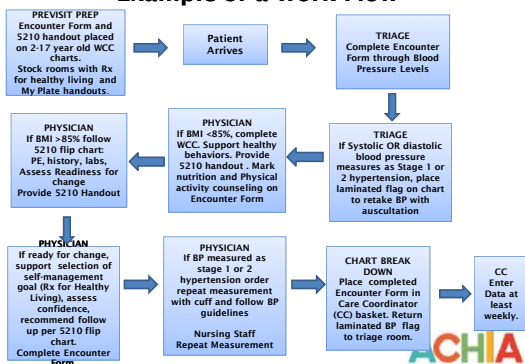 Example of a Work Flow
PREVISIT PREP
Encounter Form and
5210 handout placed
on 2-17 year old WCC
charts.
Stock rooms with Rx
for healthy living and
My Plate handouts.
Patient
Arrives
TRIAGE
Complete Encounter
Form through Blood
Pressure Levels
TRIAGE
If Systolic OR diastolic
blood pressure
measures as Stage 1 or
2 hypertension, place
laminated flag on chart
to retake BP with
auscultation
PHYSICIAN
If BMI <85%, complete
WCC. Support healthy
behaviors. Provide
5210 handout . Mark
nutrition and Physical
activity counseling on
Encounter Form
PHYSICIAN
If BMI >85% follow
5210 flip chart:
PE, history, labs,
Assess Readiness for
change
Provide 5210 Handout
PHYSICIAN
If ready for change,
support selection of
self-management
goal (Rx for Healthy
Living), assess
confidence,
recommend follow
up per 5210 flip
chart.
Complete Encounter
Form
PHYSICIAN
If BP measured as
stage 1 or 2
hypertension order
repeat measurement
with cuff and follow BP
guidelines
Nursing Staff
Repeat Measurement
CHART BREAK
DOWN
Place completed
Encounter Form in
Care Coordinator
(CC) basket. Return
laminated BP flag
to triage room.
CC
Enter
Data at
least
weekly.
ACHIA